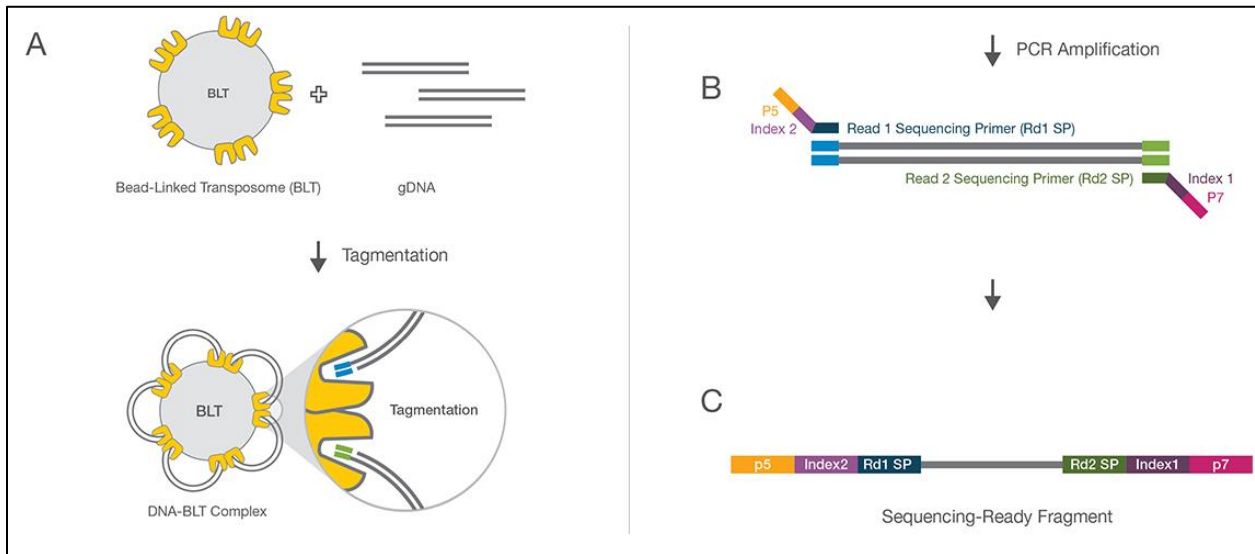 A
BLT
Bead-Linked Transposome (BLT)
gDNA
Tagmentation
BLT
Tagmentation
DNA-BLT Complex
PCR Amplification
B
P5
Index 2
Read 1 Sequencing Primer (Rd1 SP)
Read 2 Sequencing Primer (Rd2 SP)
Index 1
P7
C
p5 Index2 Rd1 SP Rd2 SP Index1 p7
Sequencing-Ready Fragment